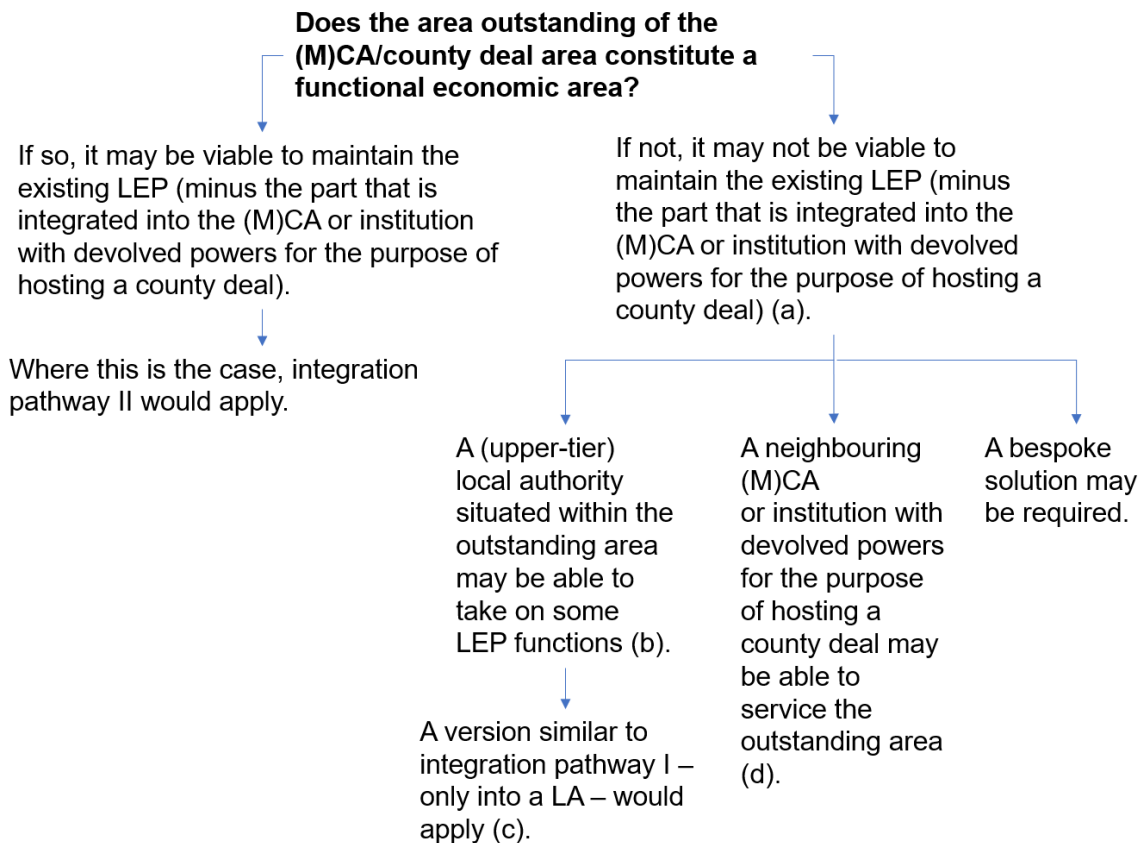 Does the area outstanding of the
(M)CA/county deal area constitute a
functional economic area?
If so, it may be viable to maintain the
existing LEP (minus the part that is
integrated into the (M)CA or institution
with devolved powers for the purpose of
hosting a county deal).
Where this is the case, integration
pathway II would apply.
If not, it may not be viable to
maintain the existing LEP (minus
the part that is integrated into the
(M)CA or institution with devolved
powers for the purpose of hosting a
county deal) (a).
A (upper-tier)
local authority
situated within the
outstanding area
may be able to
take on some
LEP functions (b).
A version similar to
integration pathway I –
only into a LA – would
apply (c).
A neighbouring
(M)CA
or institution with
devolved powers
for the purpose
of hosting a
county deal may
be able to
service the
outstanding area
(d).
A bespoke
solution may
be required.